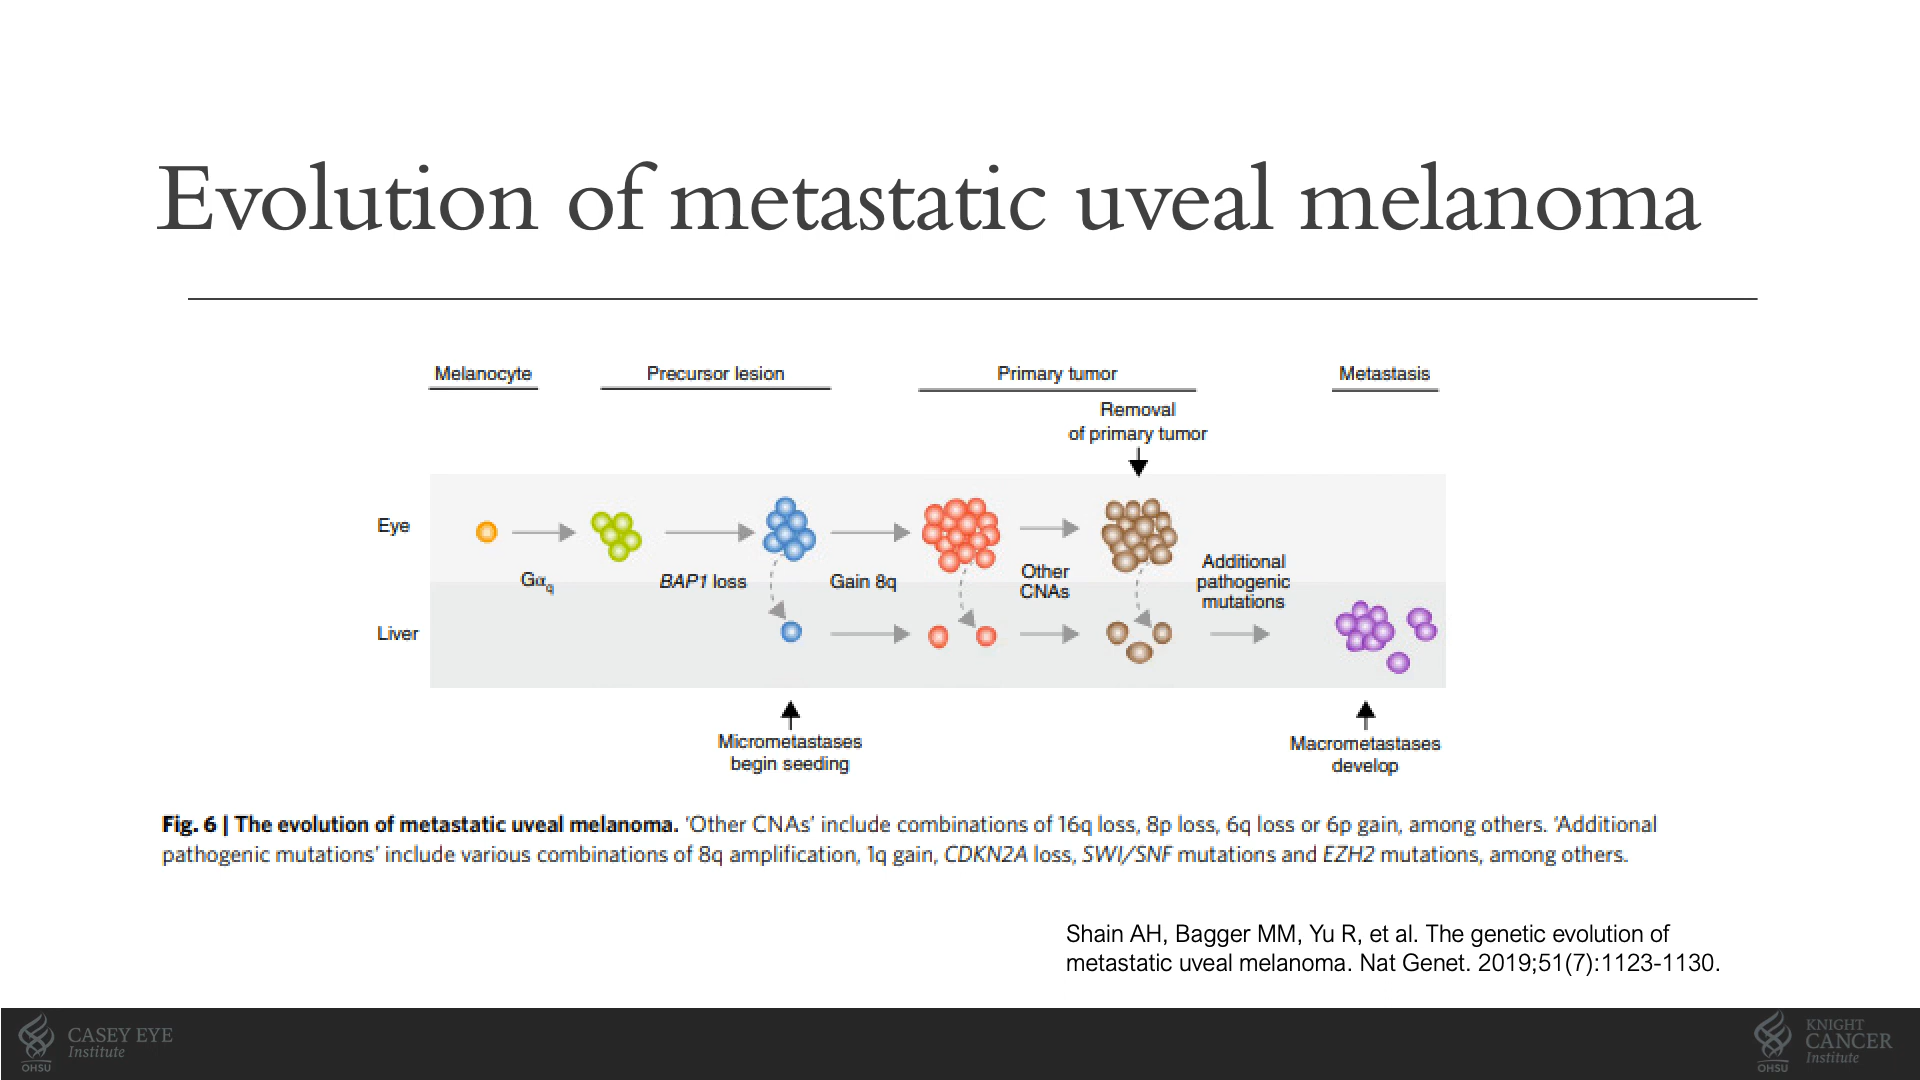 Evolution of metastatic uveal melanoma
Melanocyte
Precursor lesion
Primary tumor
Metastasis
Removal
of primary tumor
Eye
Gαq
BAP1 loss
Gain 8q
Other
CNAs
Additional
pathogenic
mutations
Liver
Micrometastases
begin seeding
Macrometastases
develop
Fig. 6 | The evolution of metastatic uveal melanoma. 'Other CNAs' include combinations of 16q loss, 8p loss, 6q loss or 6p gain, among others. 'Additional
pathogenic mutations' include various combinations of 8q amplification, 1q gain, CDKN2A loss, SWI/SNF mutations and EZH2 mutations, among others.
Shain AH, Bagger MM, Yu R, et al. The genetic evolution of
metastatic uveal melanoma. Nat Genet. 2019;51(7):1123-1130.
OHSU
CASEY EYE
Institute
OHSU
KNIGHT
CANCER
Institute